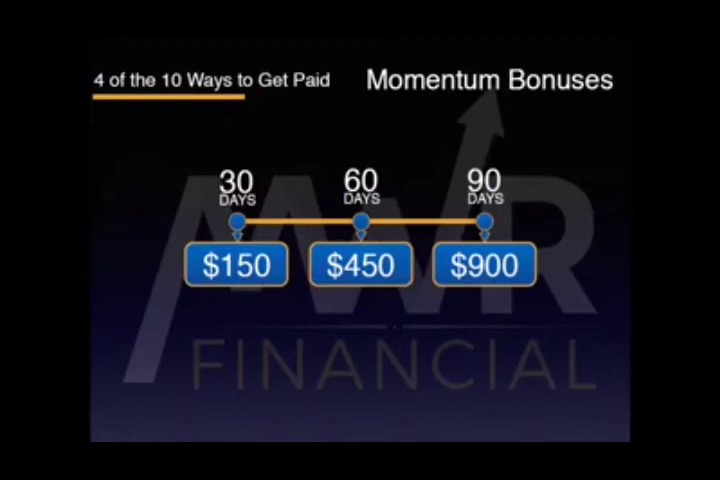 4 of the 10 Ways to Get Paid
Momentum Bonuses
30 60 90
DAYS DAYS DAYS
$150 $450 $900
AWR
FINANCIAL